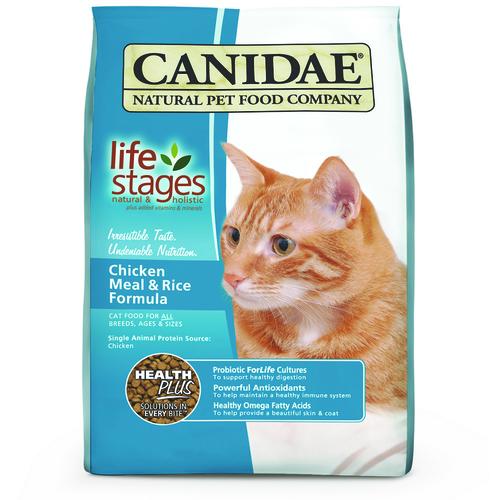 CANIDAE®
NATURAL PET FOOD COMPANY
life
stages
natural & holistic
plus added vitamins & minerals
Irresistible Taste.
Undeniable Nutrition.
Chicken
Meal & Rice
Formula
CAT FOOD FOR ALL
BREEDS, AGES & SIZES
Single Animal Protein Source:
Chicken
HEALTH
PLUS
SOLUTIONS IN
EVERY BITE™
Probiotic ForLife Cultures
To support healthy digestion
Powerful Antioxidants
To help maintain a healthy immune system
Healthy Omega Fatty Acids
To help provide a beautiful skin & coat